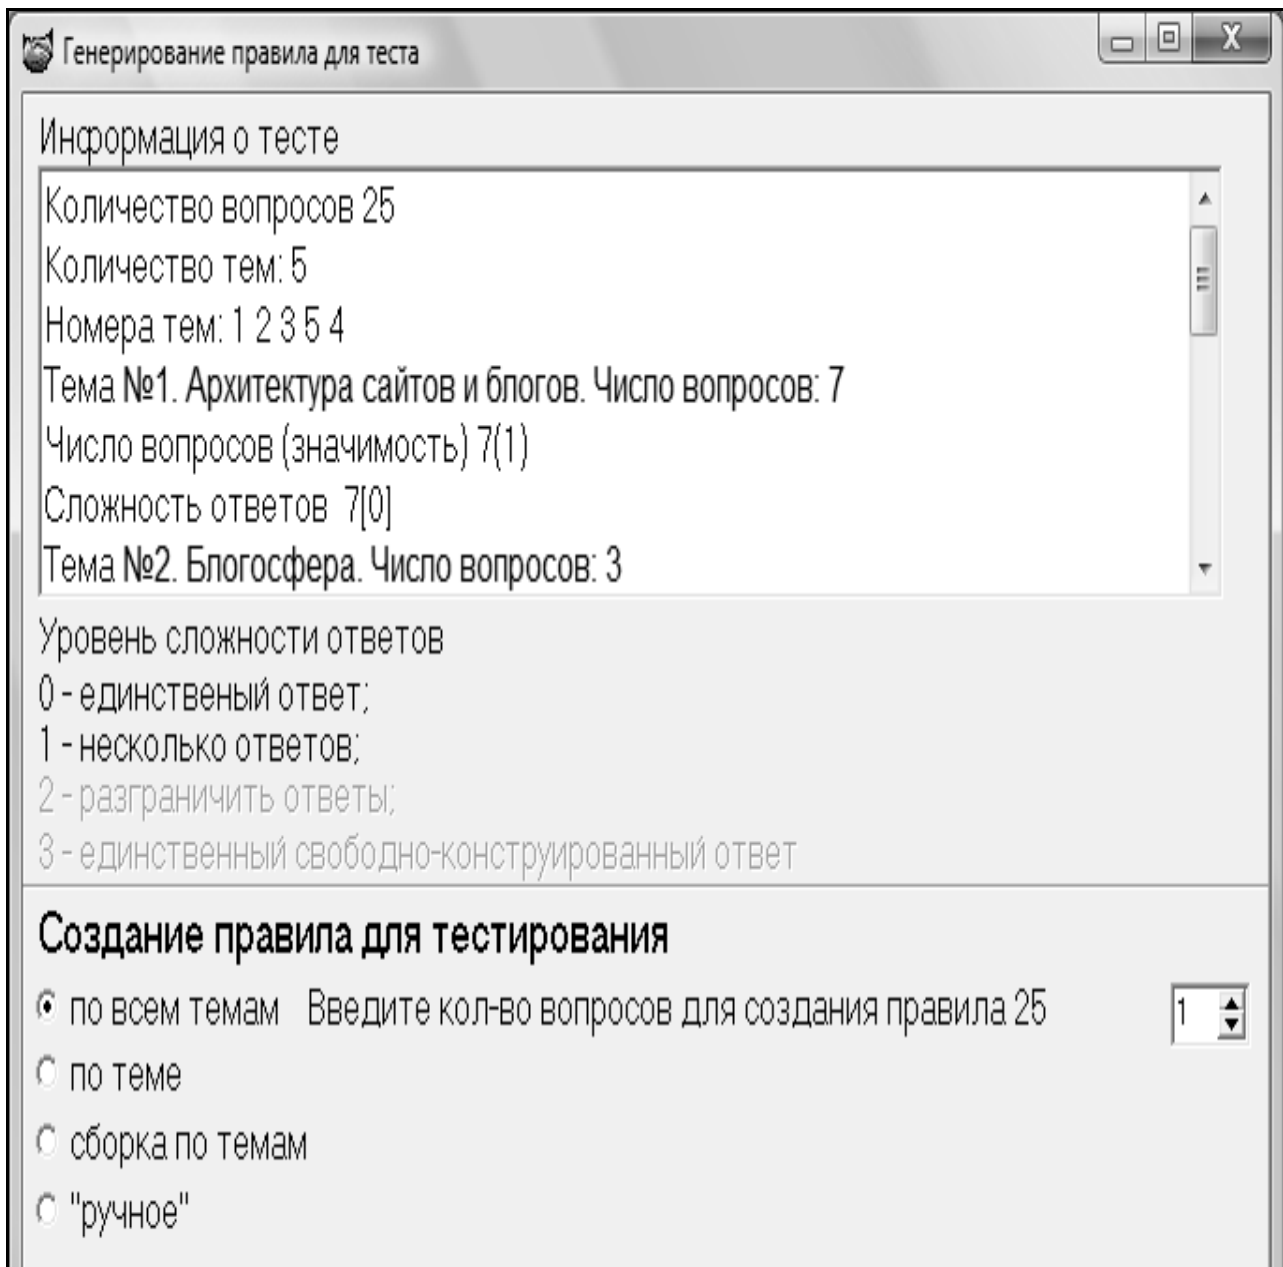 Генерирование правила для теста
Информация о тесте
Количество вопросов 25
Количество тем: 5
Номера тем: 1 2 3 5 4
Тема №1. Архитектура сайтов и блогов. Число вопросов: 7
Число вопросов (значимость) 7(1)
Сложность ответов 7[0]
Тема №2. Блогосфера. Число вопросов: 3
Уровень сложности ответов
0 - единственый ответ;
1 - несколько ответов;
2 - разграничить ответы;
3 - единственный свободно-конструированный ответ
Создание правила для тестирования
по всем темам Введите кол-во вопросов для создания правила 25 1
по теме
сборка по темам
"ручное"